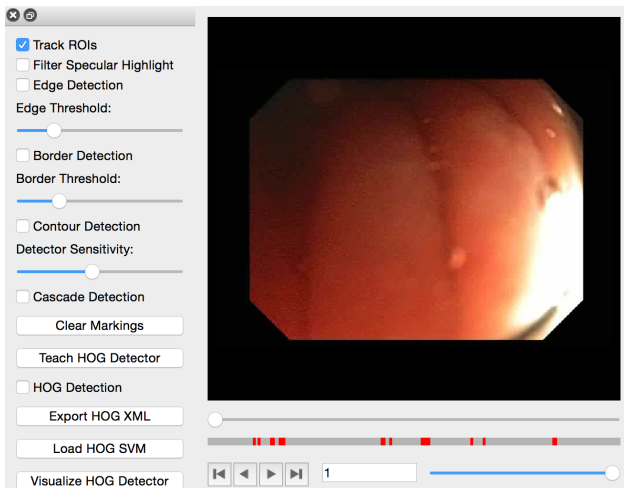 Track ROIs
Filter Specular Highlight
Edge Detection
Edge Threshold:
Border Detection
Border Threshold:
Contour Detection
Detector Sensitivity:
Cascade Detection
Clear Markings
Teach HOG Detector
HOG Detection
Export HOG XML
Load HOG SVM
Visualize HOG Detector
1